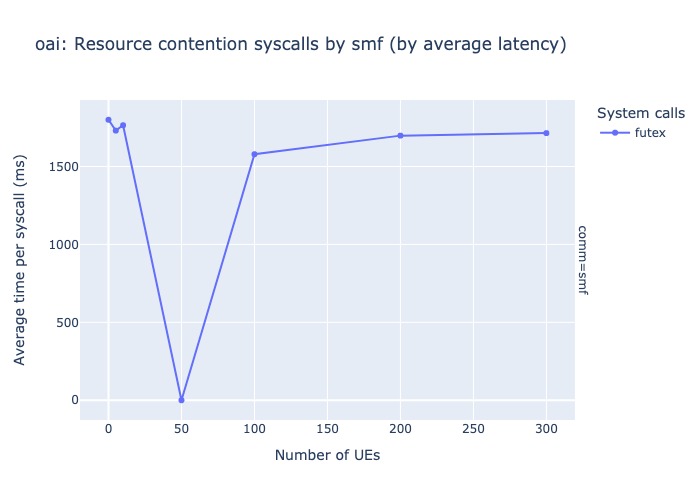 oai: Resource contention syscalls by smf (by average latency)
System calls
futex
Average time per syscall (ms)
1500
1000
500
0
comm=smf
0 50 100 150 200 250 300
Number of UEs